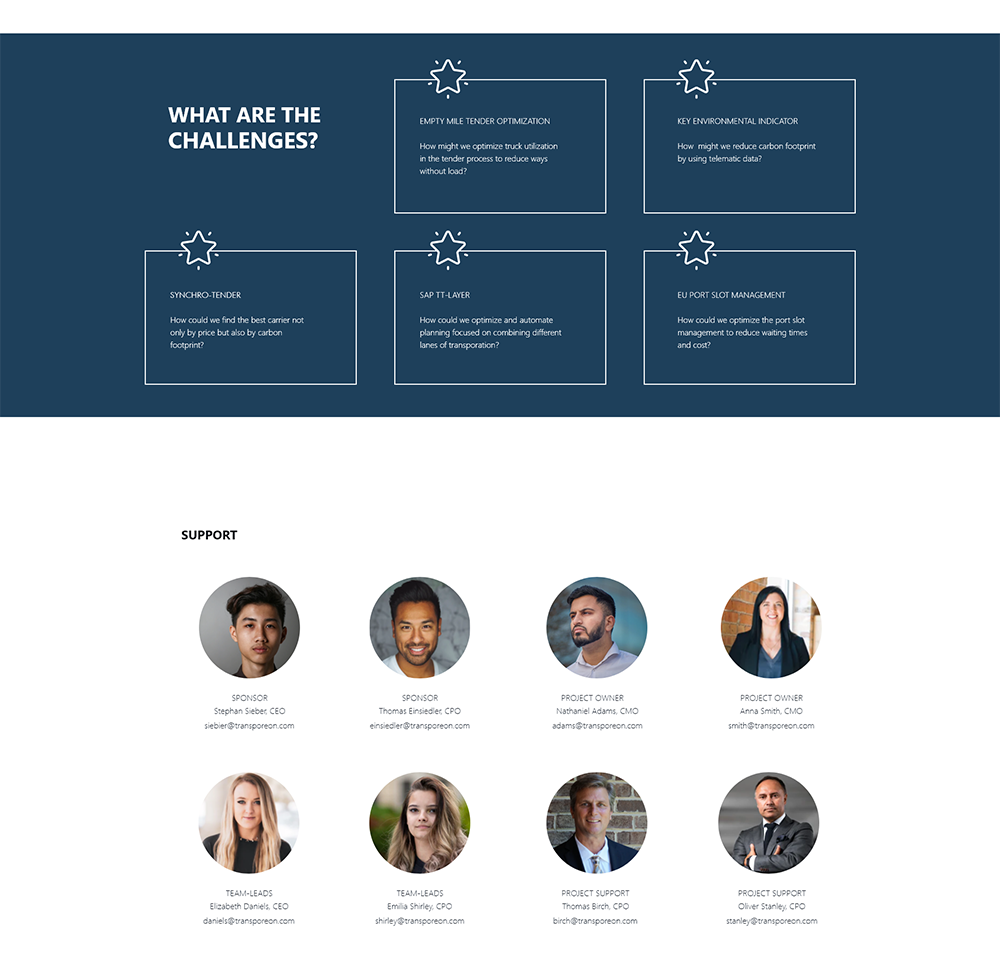 WHAT ARE THE
CHALLENGES?
EMPTY MILE TENDER OPTIMIZATION
How might we optimize truck utilization
in the tender process to reduce ways
without load?
KEY ENVIRONMENTAL INDICATOR
How might we reduce carbon footprint
by using telematic data?
SYNCHRO-TENDER
How could we find the best carrier not
only by price but also by carbon
footprint?
SAP TT-LAYER
How could we optimize and automate
planning focused on combining different
lanes of transporation?
EU PORT SLOT MANAGEMENT
How could we optimize the port slot
management to reduce waiting times
and cost?
SUPPORT
SPONSOR
Stephan Sieber, CEO
siebier@transporeon.com
SPONSOR
Thomas Einsiedler, CPO
einsiedler@transporeon.com
PROJECT OWNER
Nathaniel Adams, CMO
adams@transporeon.com
PROJECT OWNER
Anna Smith, CMO
smith@transporeon.com
TEAM-LEADS
Elizabeth Daniels, CEO
daniels@transporeon.com
TEAM-LEADS
Emilia Shirley, CPO
shirley@transporeon.com
PROJECT SUPPORT
Thomas Birch, CPO
birch@transporeon.com
PROJECT SUPPORT
Oliver Stanley, CPO
stanley@transporeon.com